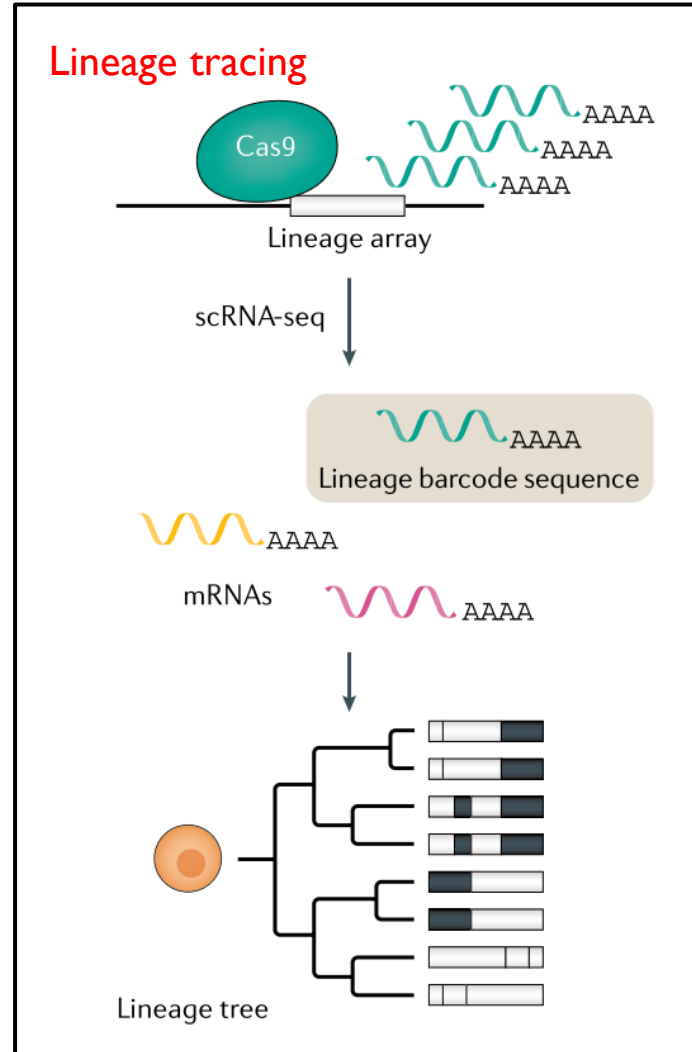 Lineage tracing
Cas9
AAAA
AAAA
AAAA
Lineage array
scRNA-seq
AAAA
Lineage barcode sequence
AAAA
mRNAs
AAAA
Lineage tree